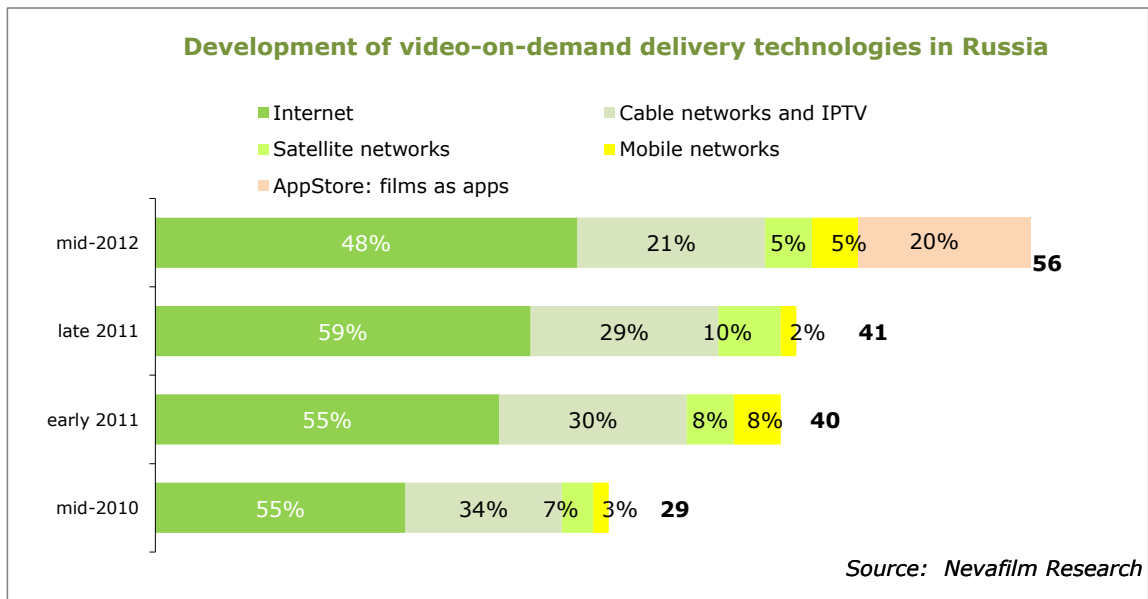 Development of video-on-demand delivery technologies in Russia
Internet Cable networks and IPTV
Satellite networks Mobile networks
AppStore: films as apps
mid-2012 48% 21% 5% 5% 20% 56
late 2011 59% 29% 10% 2% 41
early 2011 55% 30% 8% 8% 40
mid-2010 55% 34% 7% 3% 29
Source: Nevafilm Research